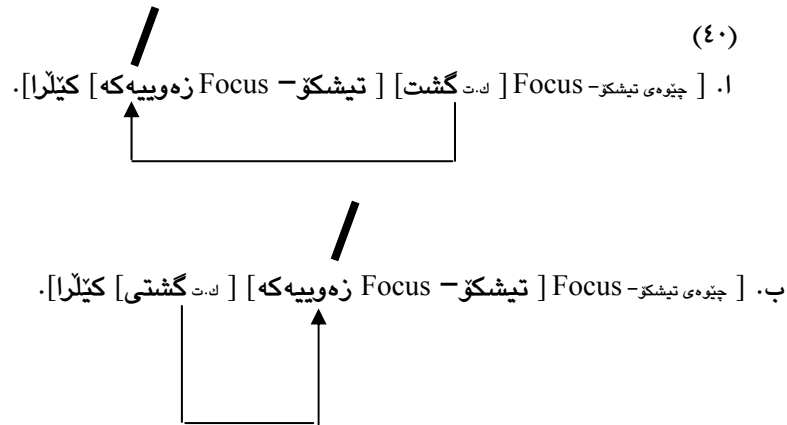 (٤٠)
ا. [ چێوەی تیشکۆ- Focus [ ك.ت گشت] [ تیشکۆ – Focus زەوییەکە] کێڵرا].
ب. [ چێوەی تیشکۆ- Focus [ تیشکۆ – Focus زەوییەکە] [ ك.ت گشتی] کێڵرا].